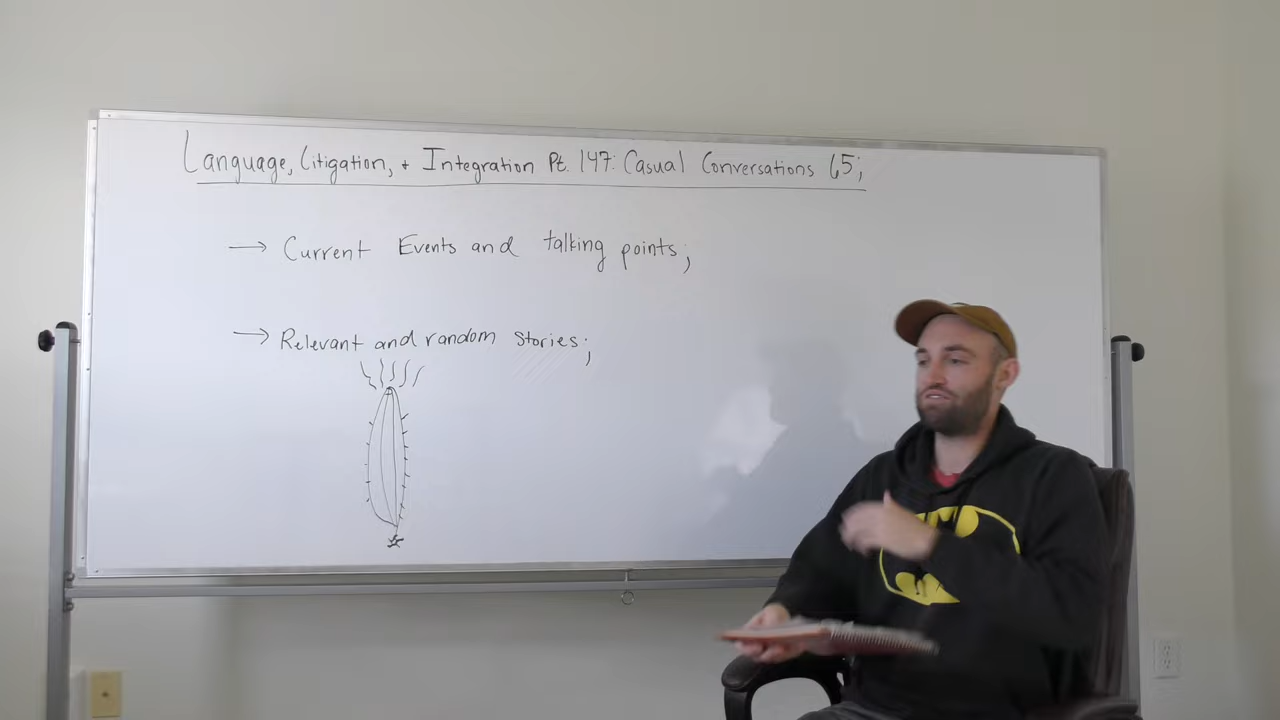 Language, Litigation, + Integration Pt. 147: Casual Conversations 65;
→ Current Events and talking points;
→ Relevant and random stories;